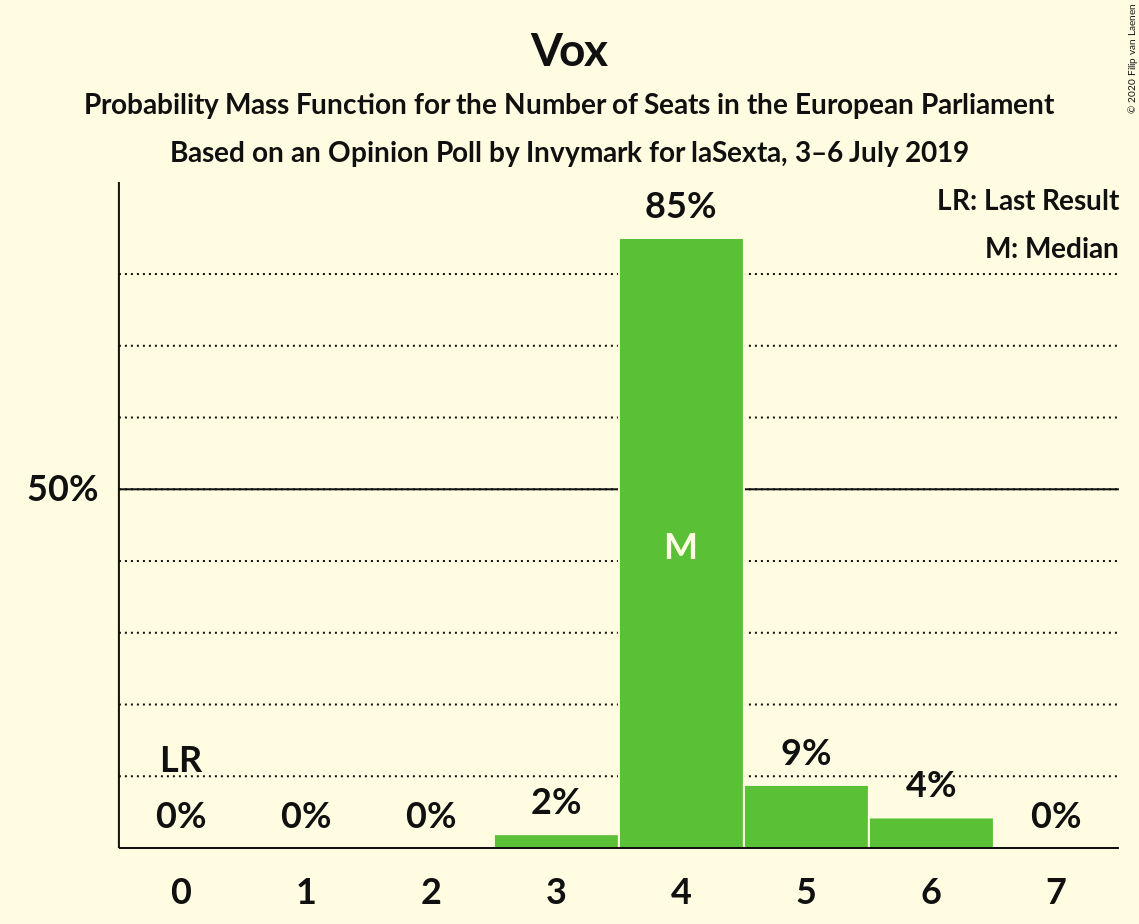 Vox
Probability Mass Function for the Number of Seats in the European Parliament
Based on an Opinion Poll by Invymark for laSexta, 3–6 July 2019
© 2020 Filip van Laenen
LR: Last Result
M: Median
85%
50%
M
LR
0%
0%
0%
2%
9%
4%
0%
0 1 2 3 4 5 6 7